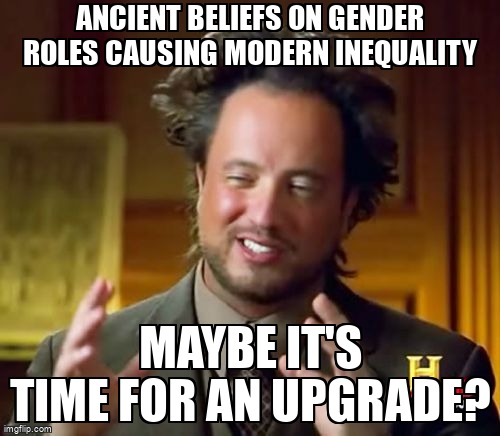 ANCIENT BELIEFS ON GENDER
ROLES CAUSING MODERN INEQUALITY
MAYBE IT'S
H
TIME FOR AN UPGRADE?
imgflip.com